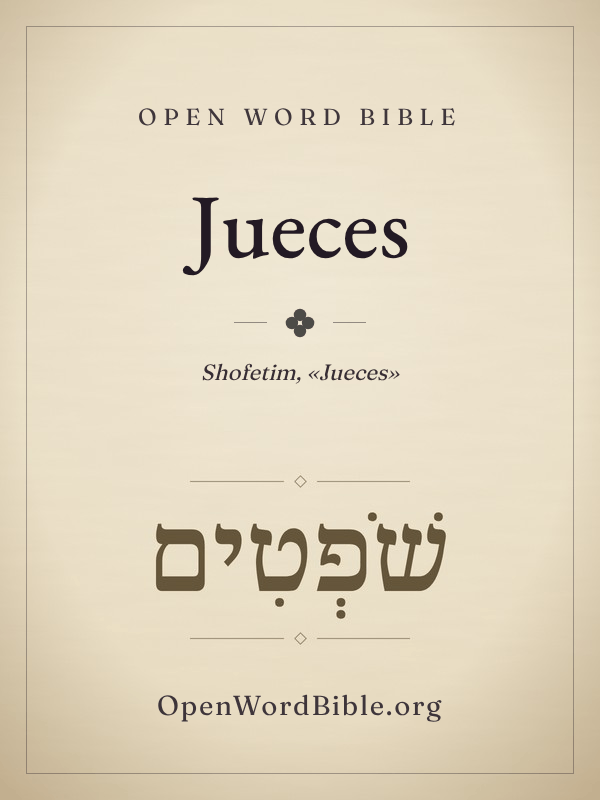 OPEN WORD BIBLE
Jueces
Shofetim, «Jueces»
שֹׁפְטִים
OpenWordBible.org